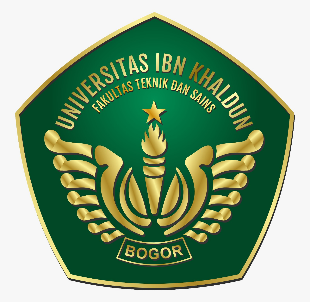 UNIVERSITAS IBN KHALDUN
FAKULTAS TEKNIK DAN SAINS
BOGOR